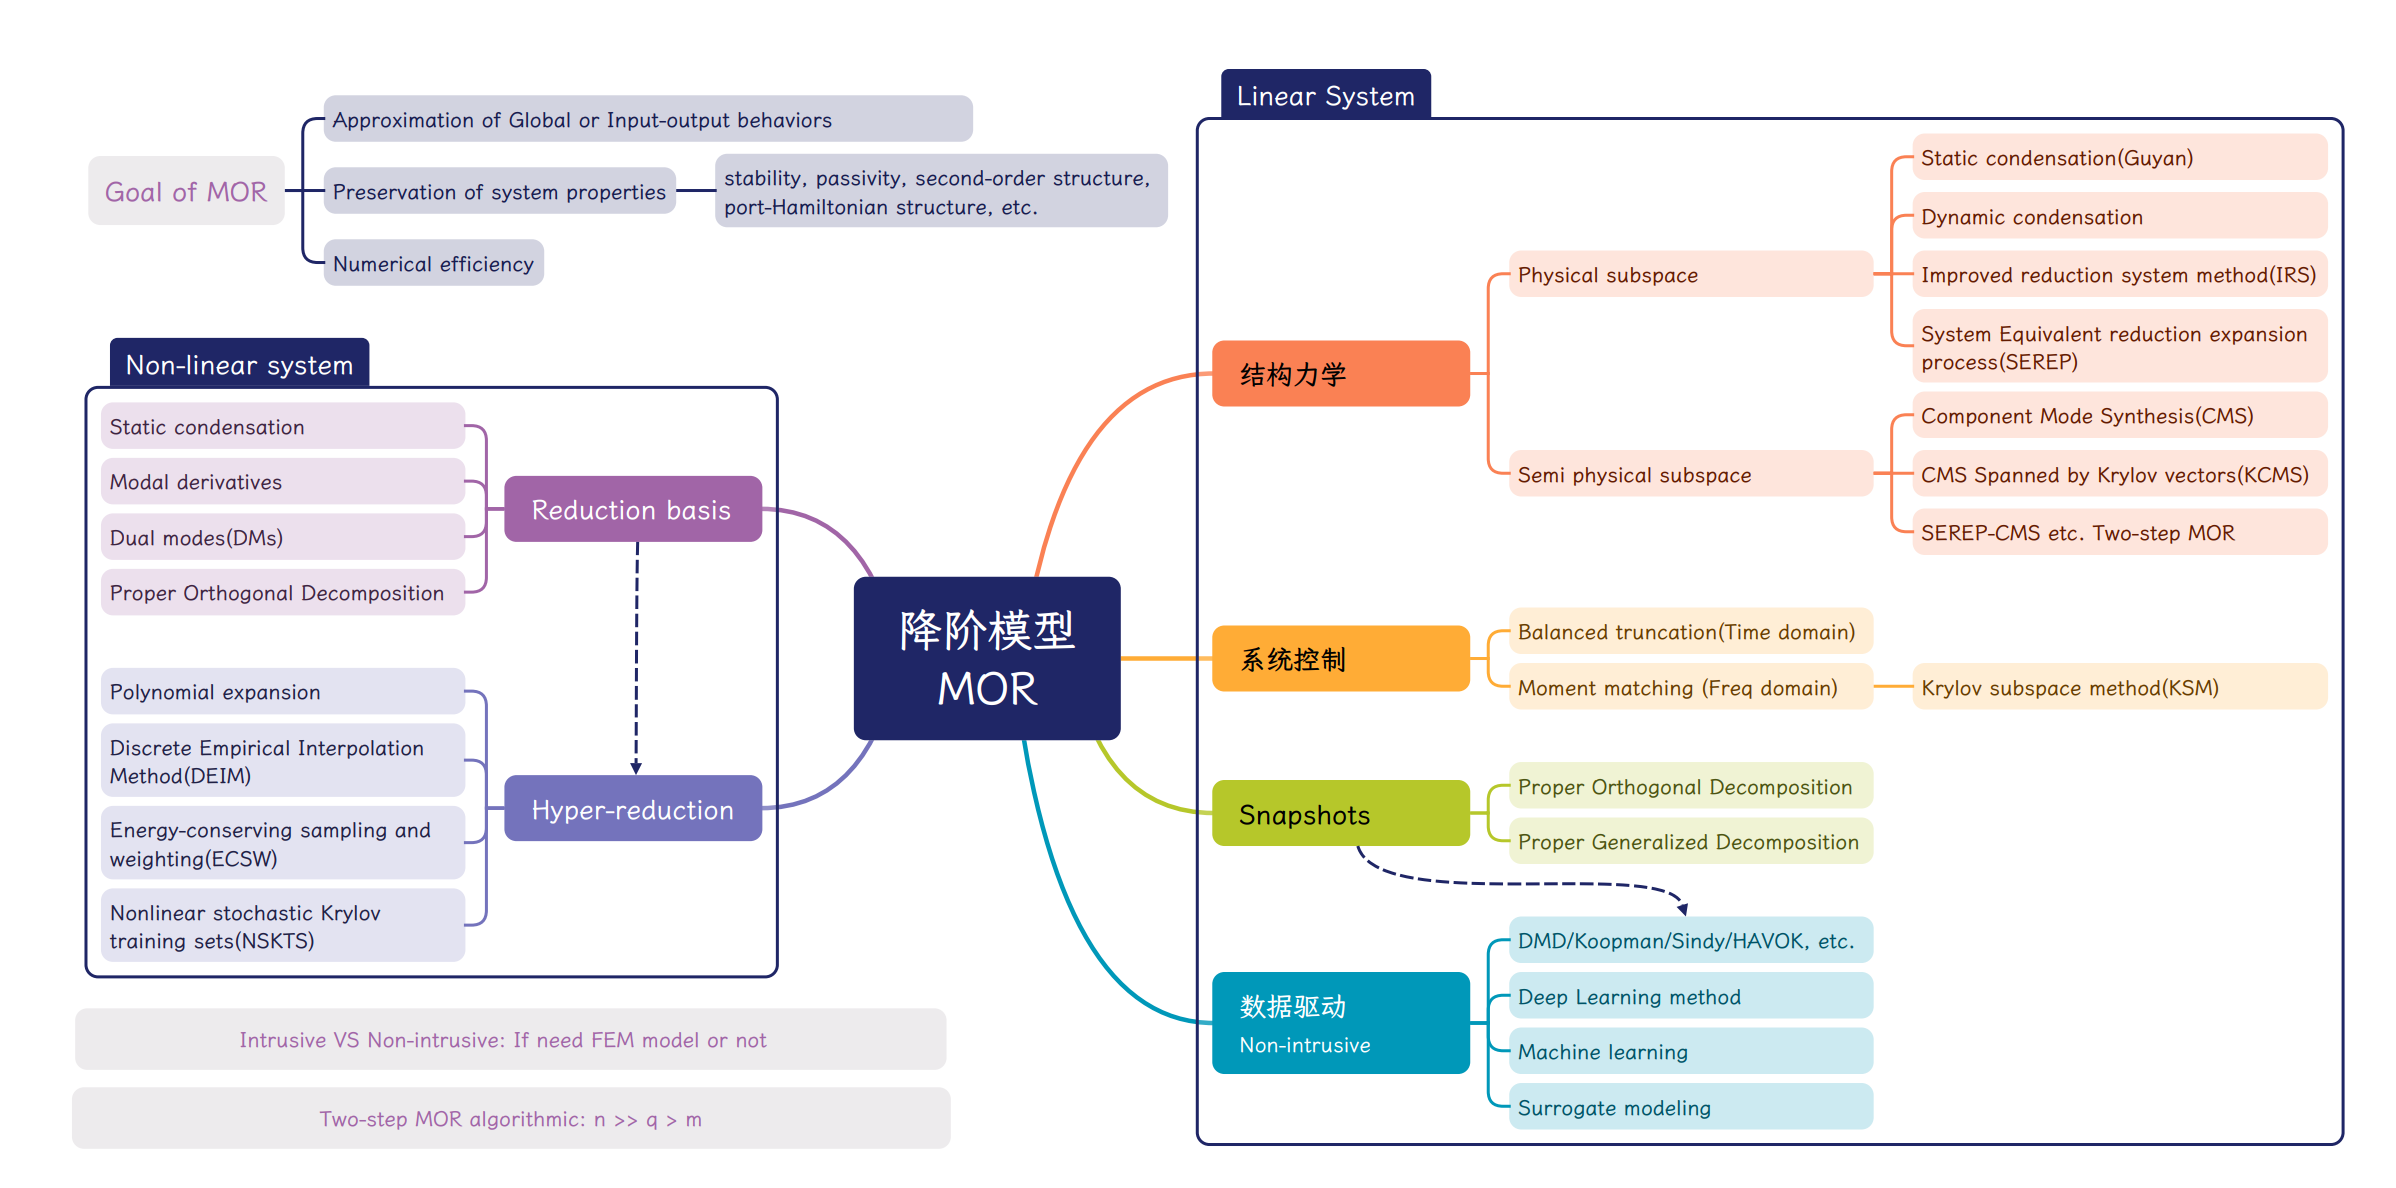 Goal of MOR
Approximation of Global or Input-output behaviors
Preservation of system properties
stability, passivity, second-order structure,
port-Hamiltonian structure, etc.
Numerical efficiency
Non-linear system
Reduction basis
Static condensation
Modal derivatives
Dual modes(DMs)
Proper Orthogonal Decomposition
Hyper-reduction
Polynomial expansion
Discrete Empirical Interpolation
Method(DEIM)
Energy-conserving sampling and
weighting(ECSW)
Nonlinear stochastic Krylov
training sets(NSKTS)
Intrusive VS Non-intrusive: If need FEM model or not
Two-step MOR algorithmic: n >> q > m
降阶模型
MOR
Linear System
结构力学
Physical subspace
Static condensation(Guyan)
Dynamic condensation
Improved reduction system method(IRS)
System Equivalent reduction expansion
process(SEREP)
Semi physical subspace
Component Mode Synthesis(CMS)
CMS Spanned by Krylov vectors(KCMS)
SEREP-CMS etc. Two-step MOR
系统控制
Balanced truncation(Time domain)
Moment matching (Freq domain)
Krylov subspace method(KSM)
Snapshots
Proper Orthogonal Decomposition
Proper Generalized Decomposition
数据驱动
Non-intrusive
DMD/Koopman/Sindy/HAVOK, etc.
Deep Learning method
Machine learning
Surrogate modeling